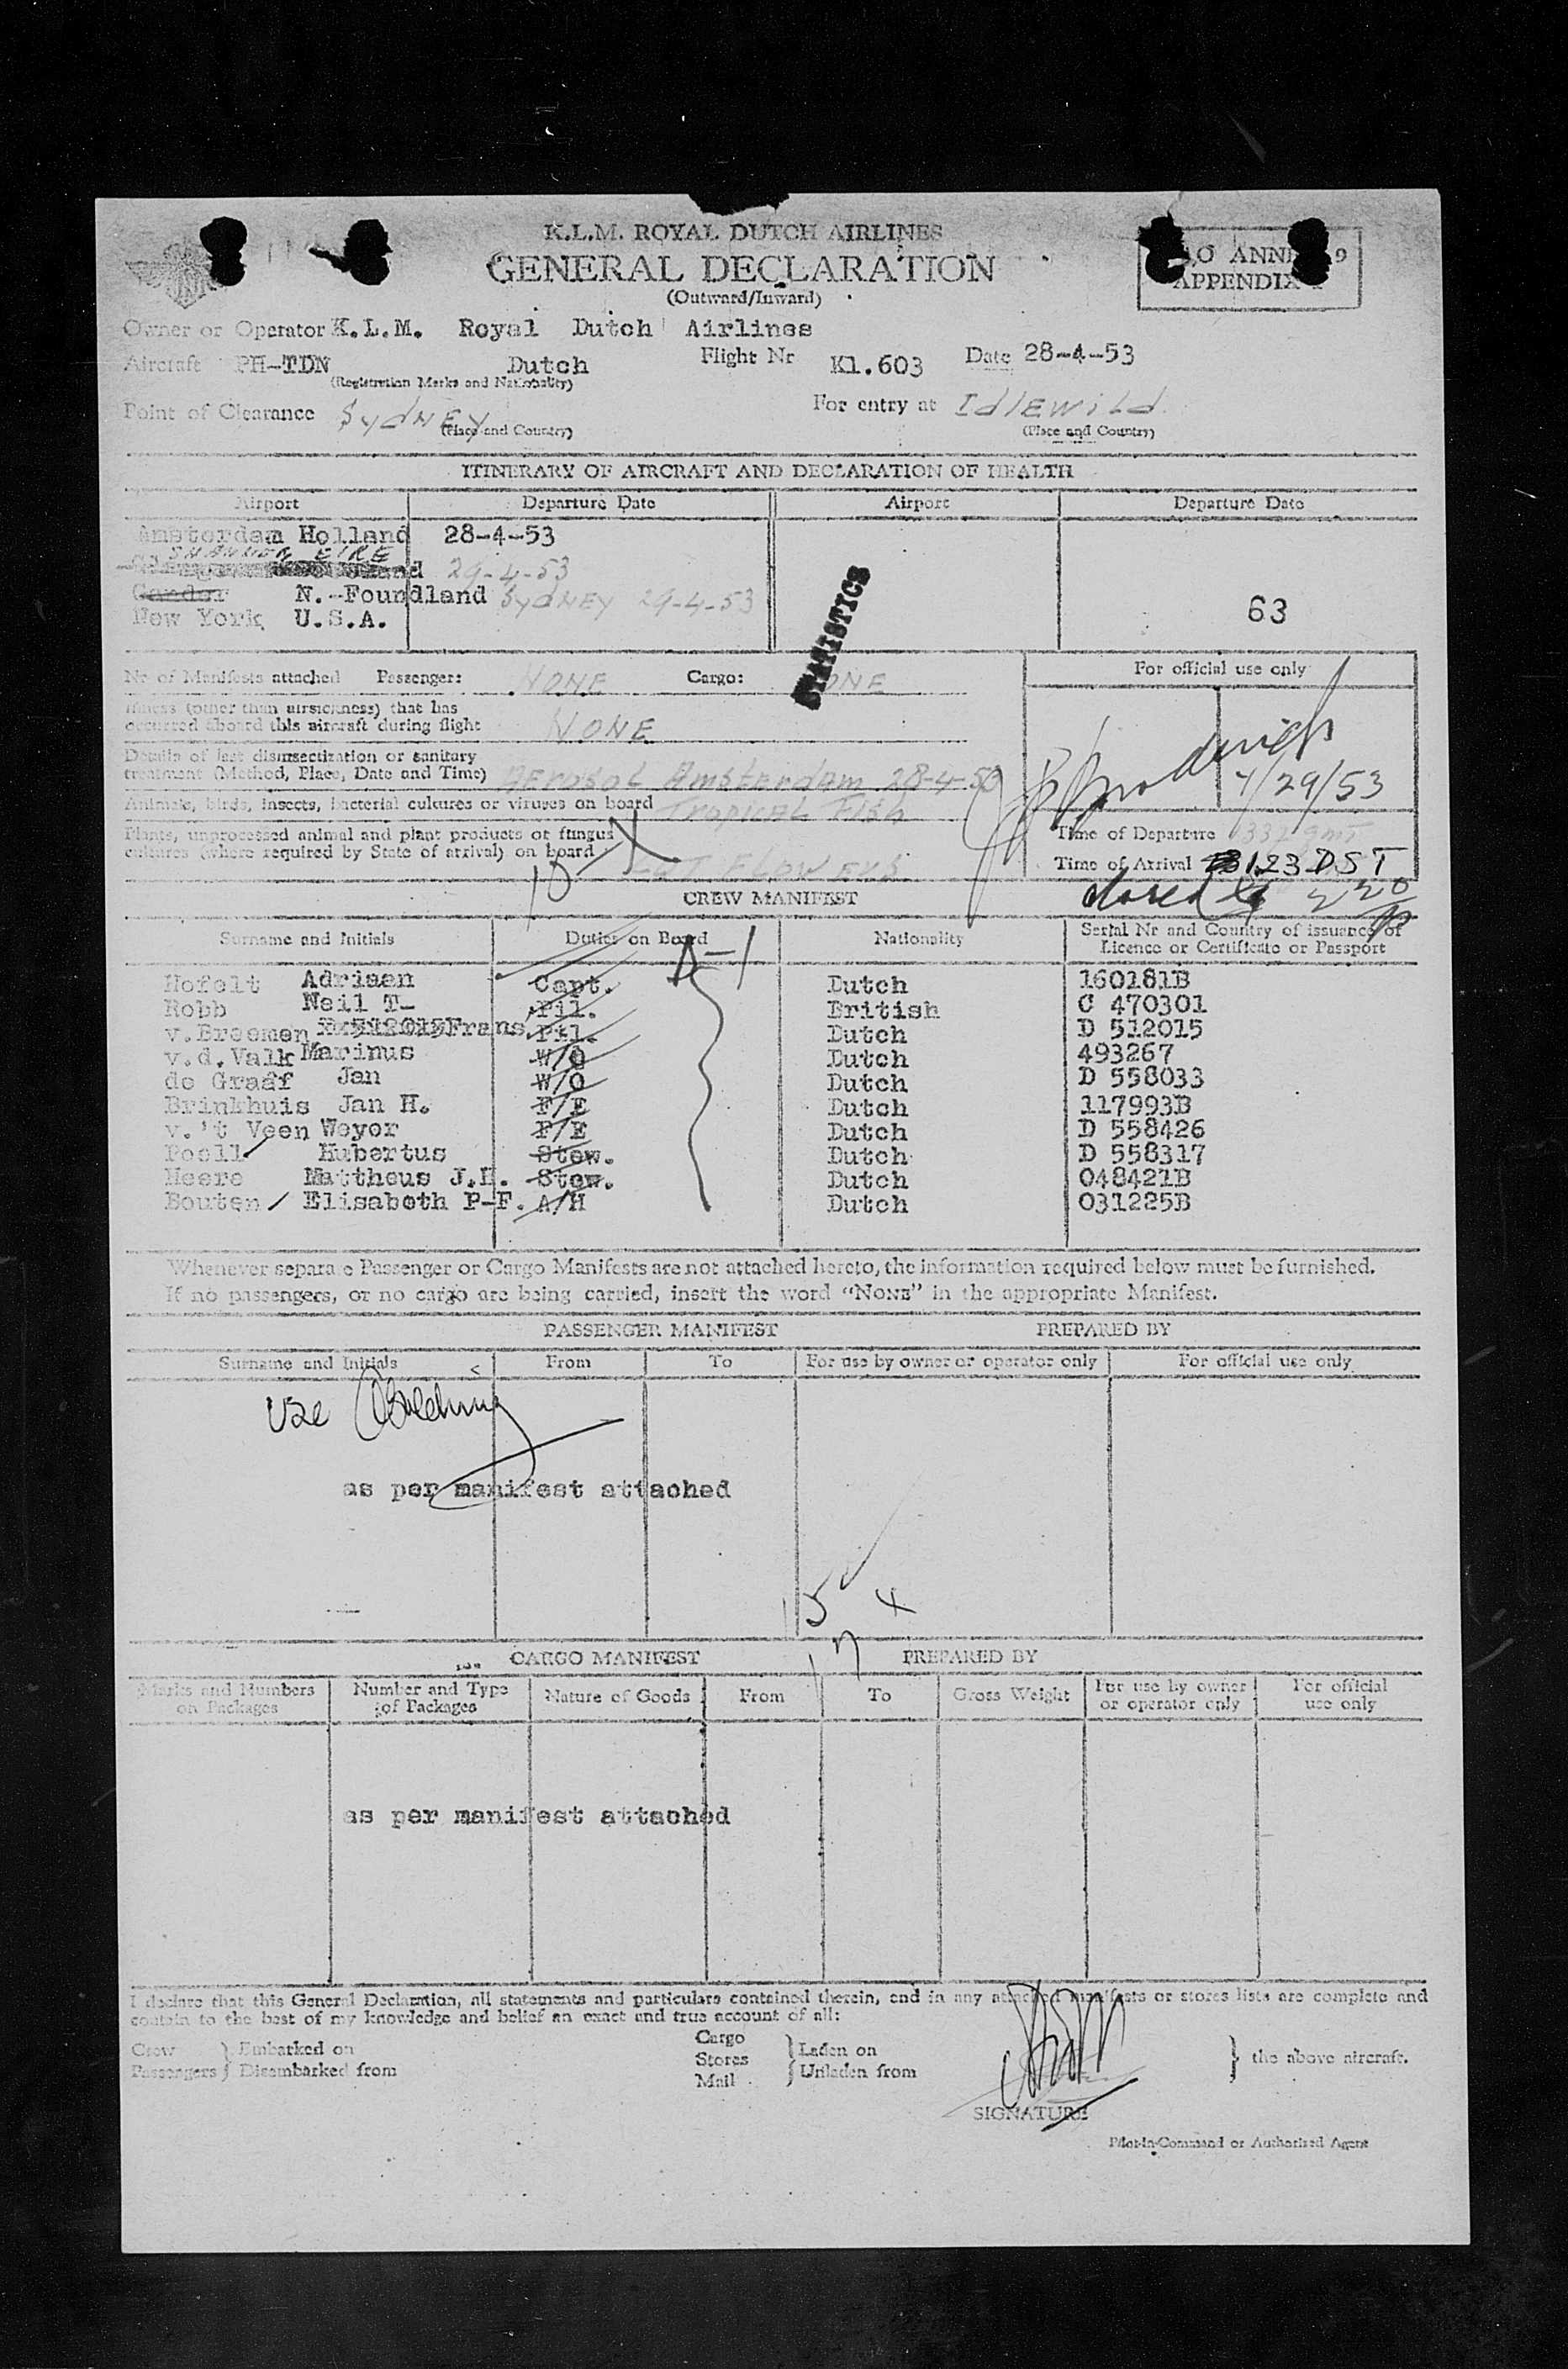 K.L.M. ROYAL DUTCH AIRLINES
GENERAL DECLARATION
(Outward/Inward)
APPENDIX
Owner or Operator K.L.M. Royal Dutch Airlines
Aircraft PH-TDN Dutch Flight Nr Kl.603 Date 28-4-53
(Registration Marks and Nationality)
Point of Clearance SydNEY For entry at IdlEWild
(Place and Country) (Place and Country)
ITINERARY OF AIRCRAFT AND DECLARATION OF HEALTH
Airport Departure Date Airport Departure Date
Amsterdam Holland 28-4-53
SHANNON EIRE
29-4-53
Gander N.-Foundland SydNEY 29-4-53
New York U.S.A.
63
STATISTICS
Nr of Manifests attached Passenger: NONE Cargo: NONE
For official use only
Illness (other than airsickness) that has
occurred aboard this aircraft during flight NONE
Details of last disinsectization or sanitary
treatment (Method, Place, Date and Time) Aerosol Amsterdam 28-4-53
4/29/53
Animals, birds, insects, bacterial cultures or viruses on board Tropical Fish
Plants, unprocessed animal and plant products or fungus
cultures (where required by State of arrival) on board CUT FLOWERS
Time of Departure
Time of Arrival 123 DST
closed
CREW MANIFEST
Surname and Initials Duties on Board Nationality Serial Nr and Country of issuance of
Licence or Certificate or Passport
A-1
Hofelt Adriaan Capt. Dutch 160181B
Robb Neil T- Pil. British C 470301
v.Breemen Frans, Pil. Dutch D 512015
v.d.Valk Marinus W/O Dutch 493267
de Graaf Jan W/O Dutch D 558033
Brinkhuis Jan H. F/E Dutch 117993B
v.'t Veen Weyer F/E Dutch D 558426
Poell Hubertus Stew. Dutch D 558317
Heere Mattheus J.H. Stew. Dutch 048421B
Bouten Elisabeth P-F. A/H Dutch 031225B
Whenever separate Passenger or Cargo Manifests are not attached hereto, the information required below must be furnished.
If no passengers, or no cargo are being carried, insert the word “NONE” in the appropriate Manifest.
PASSENGER MANIFEST PREPARED BY
Surname and Initials From To For use by owner or operator only For official use only
as per manifest attached
5 4
17
CARGO MANIFEST PREPARED BY
Marks and Numbers
on Packages
Number and Type
of Packages
Nature of Goods From To Gross Weight
For use by owner
or operator only
For official
use only
as per manifest attached
I declare that this General Declaration, all statements and particulars contained therein, and in any attached manifests or stores lists are complete and
contain to the best of my knowledge and belief an exact and true account of all:
Crew } Embarked on
Passengers } Disembarked from
Cargo
Stores
Mail
} Laden on
} Unladen from
} the above aircraft.
SIGNATURE
Pilot-in-Command or Authorized Agent